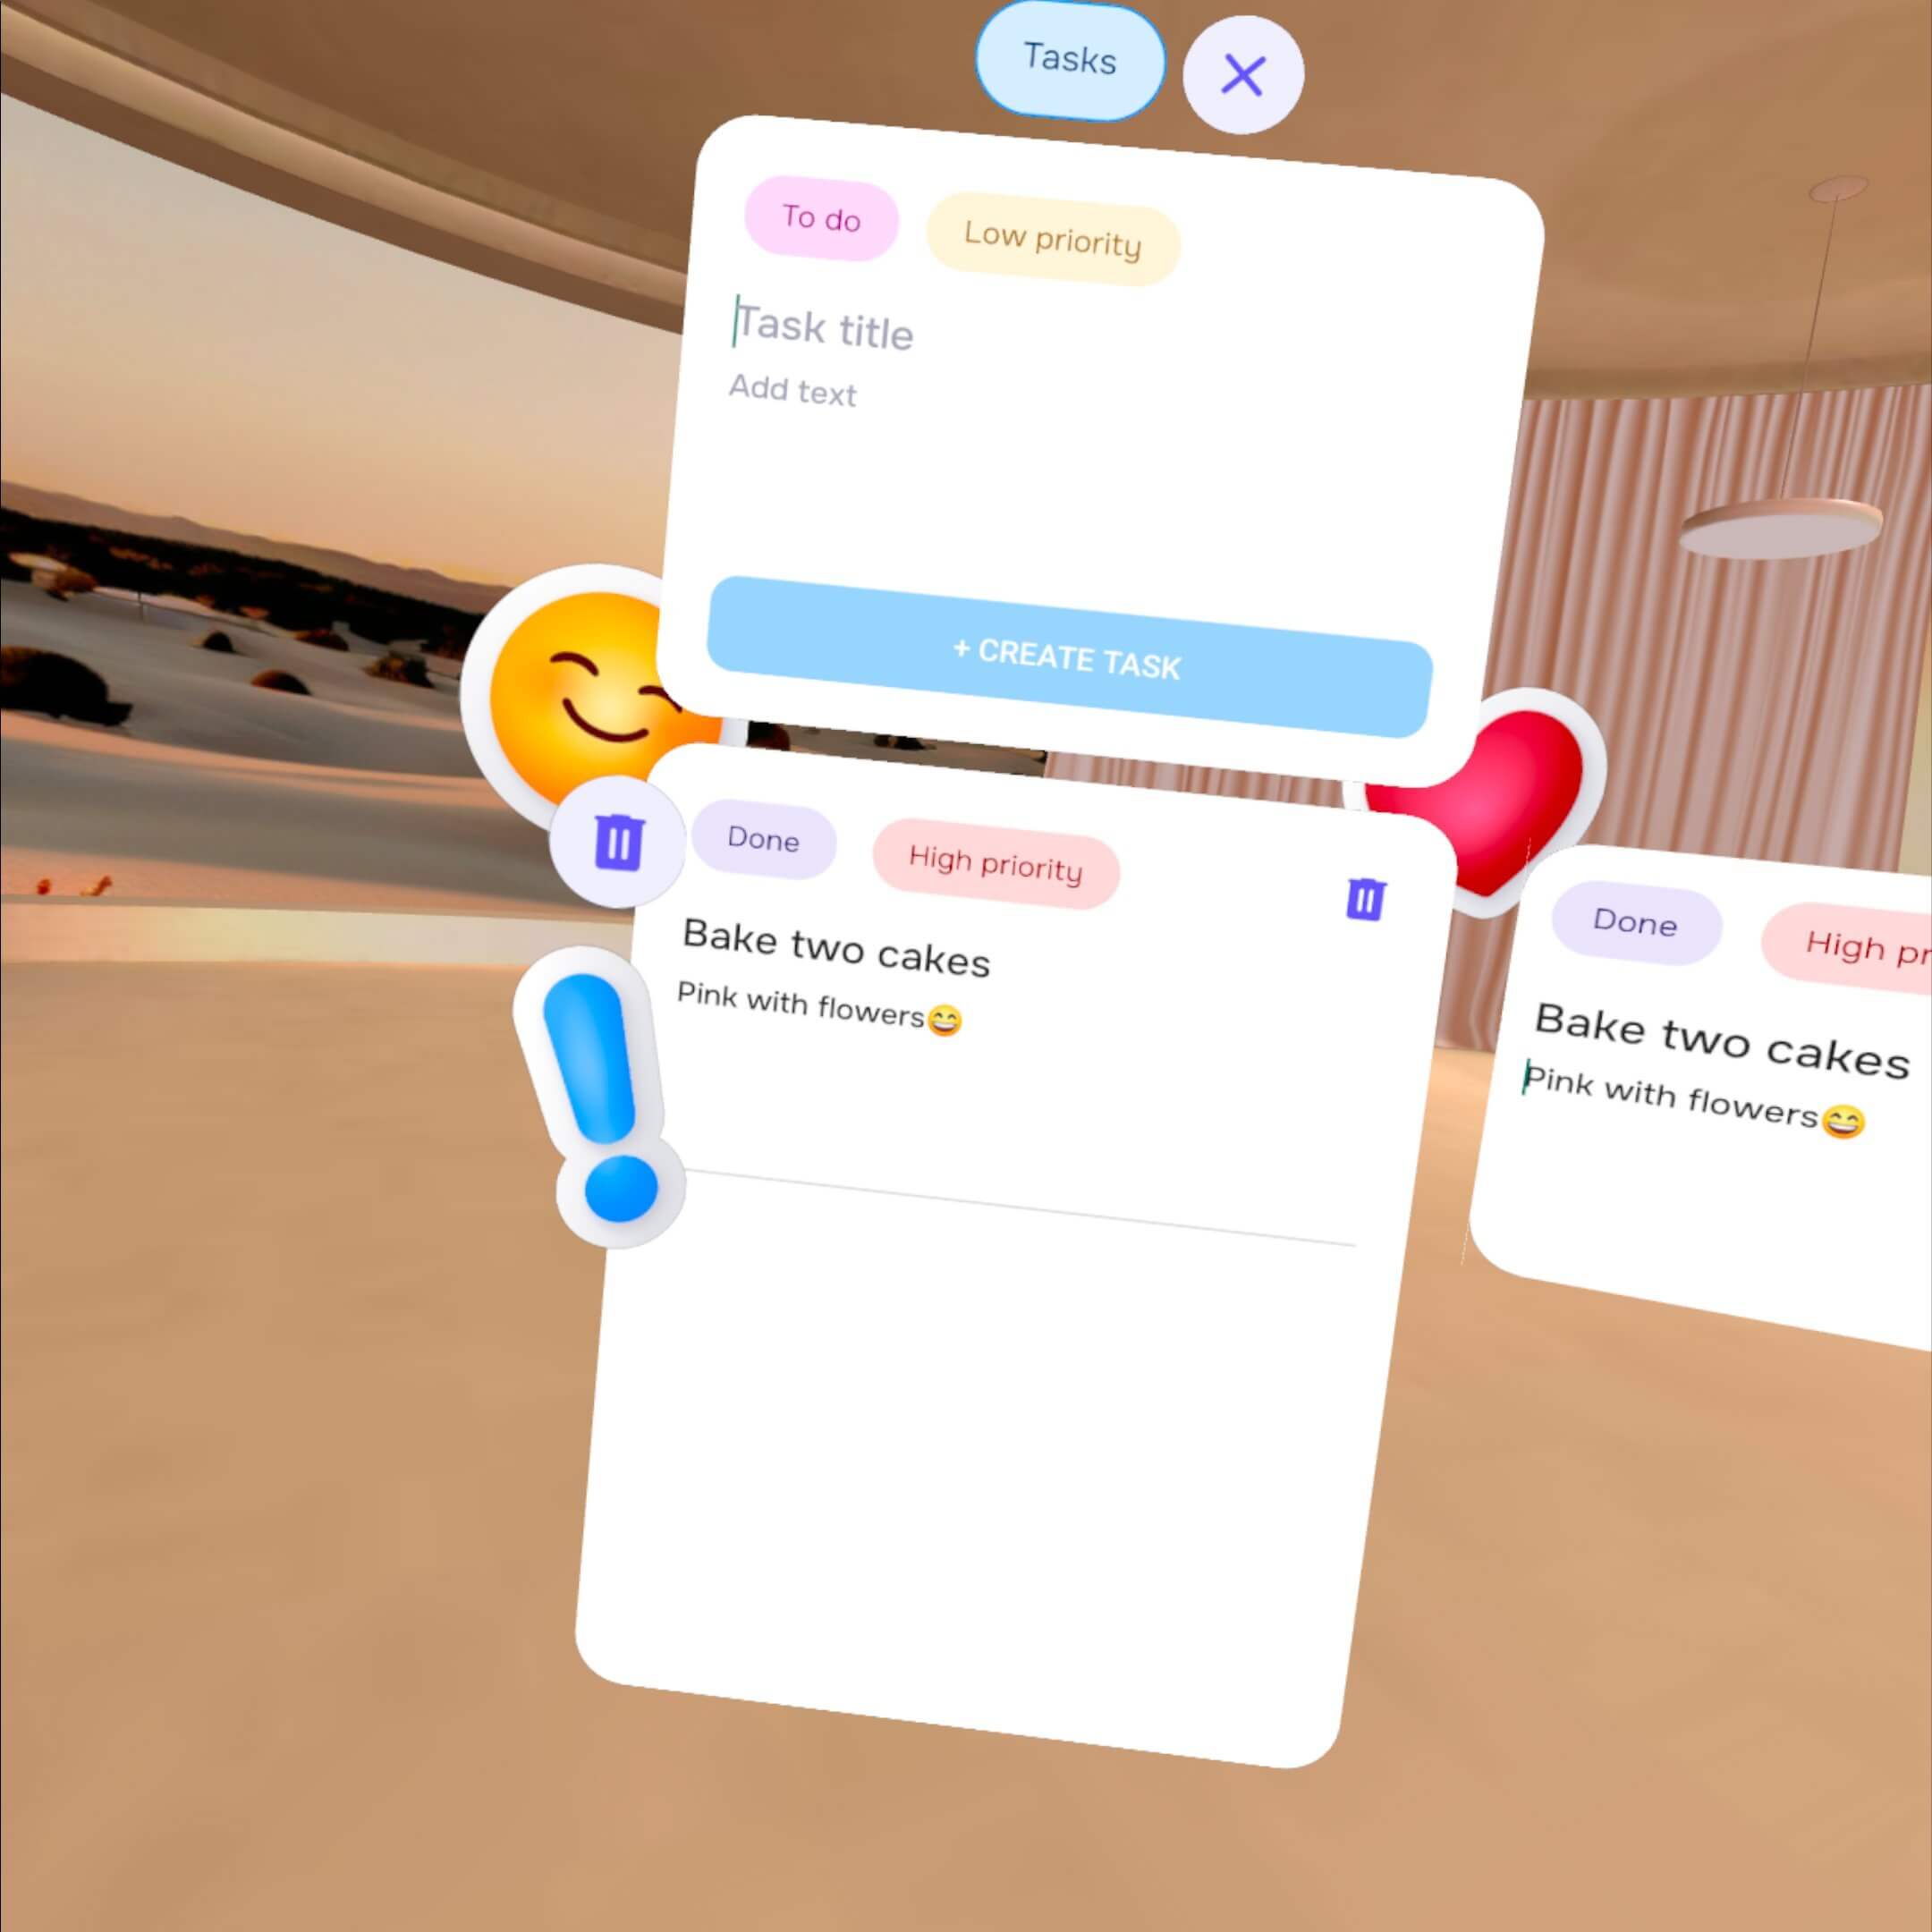 Tasks
To do
Low priority
Task title
Add text
+ CREATE TASK
Done
High priority
Bake two cakes
Pink with flowers😄
Done
High pr
Bake two cakes
Pink with flowers😄